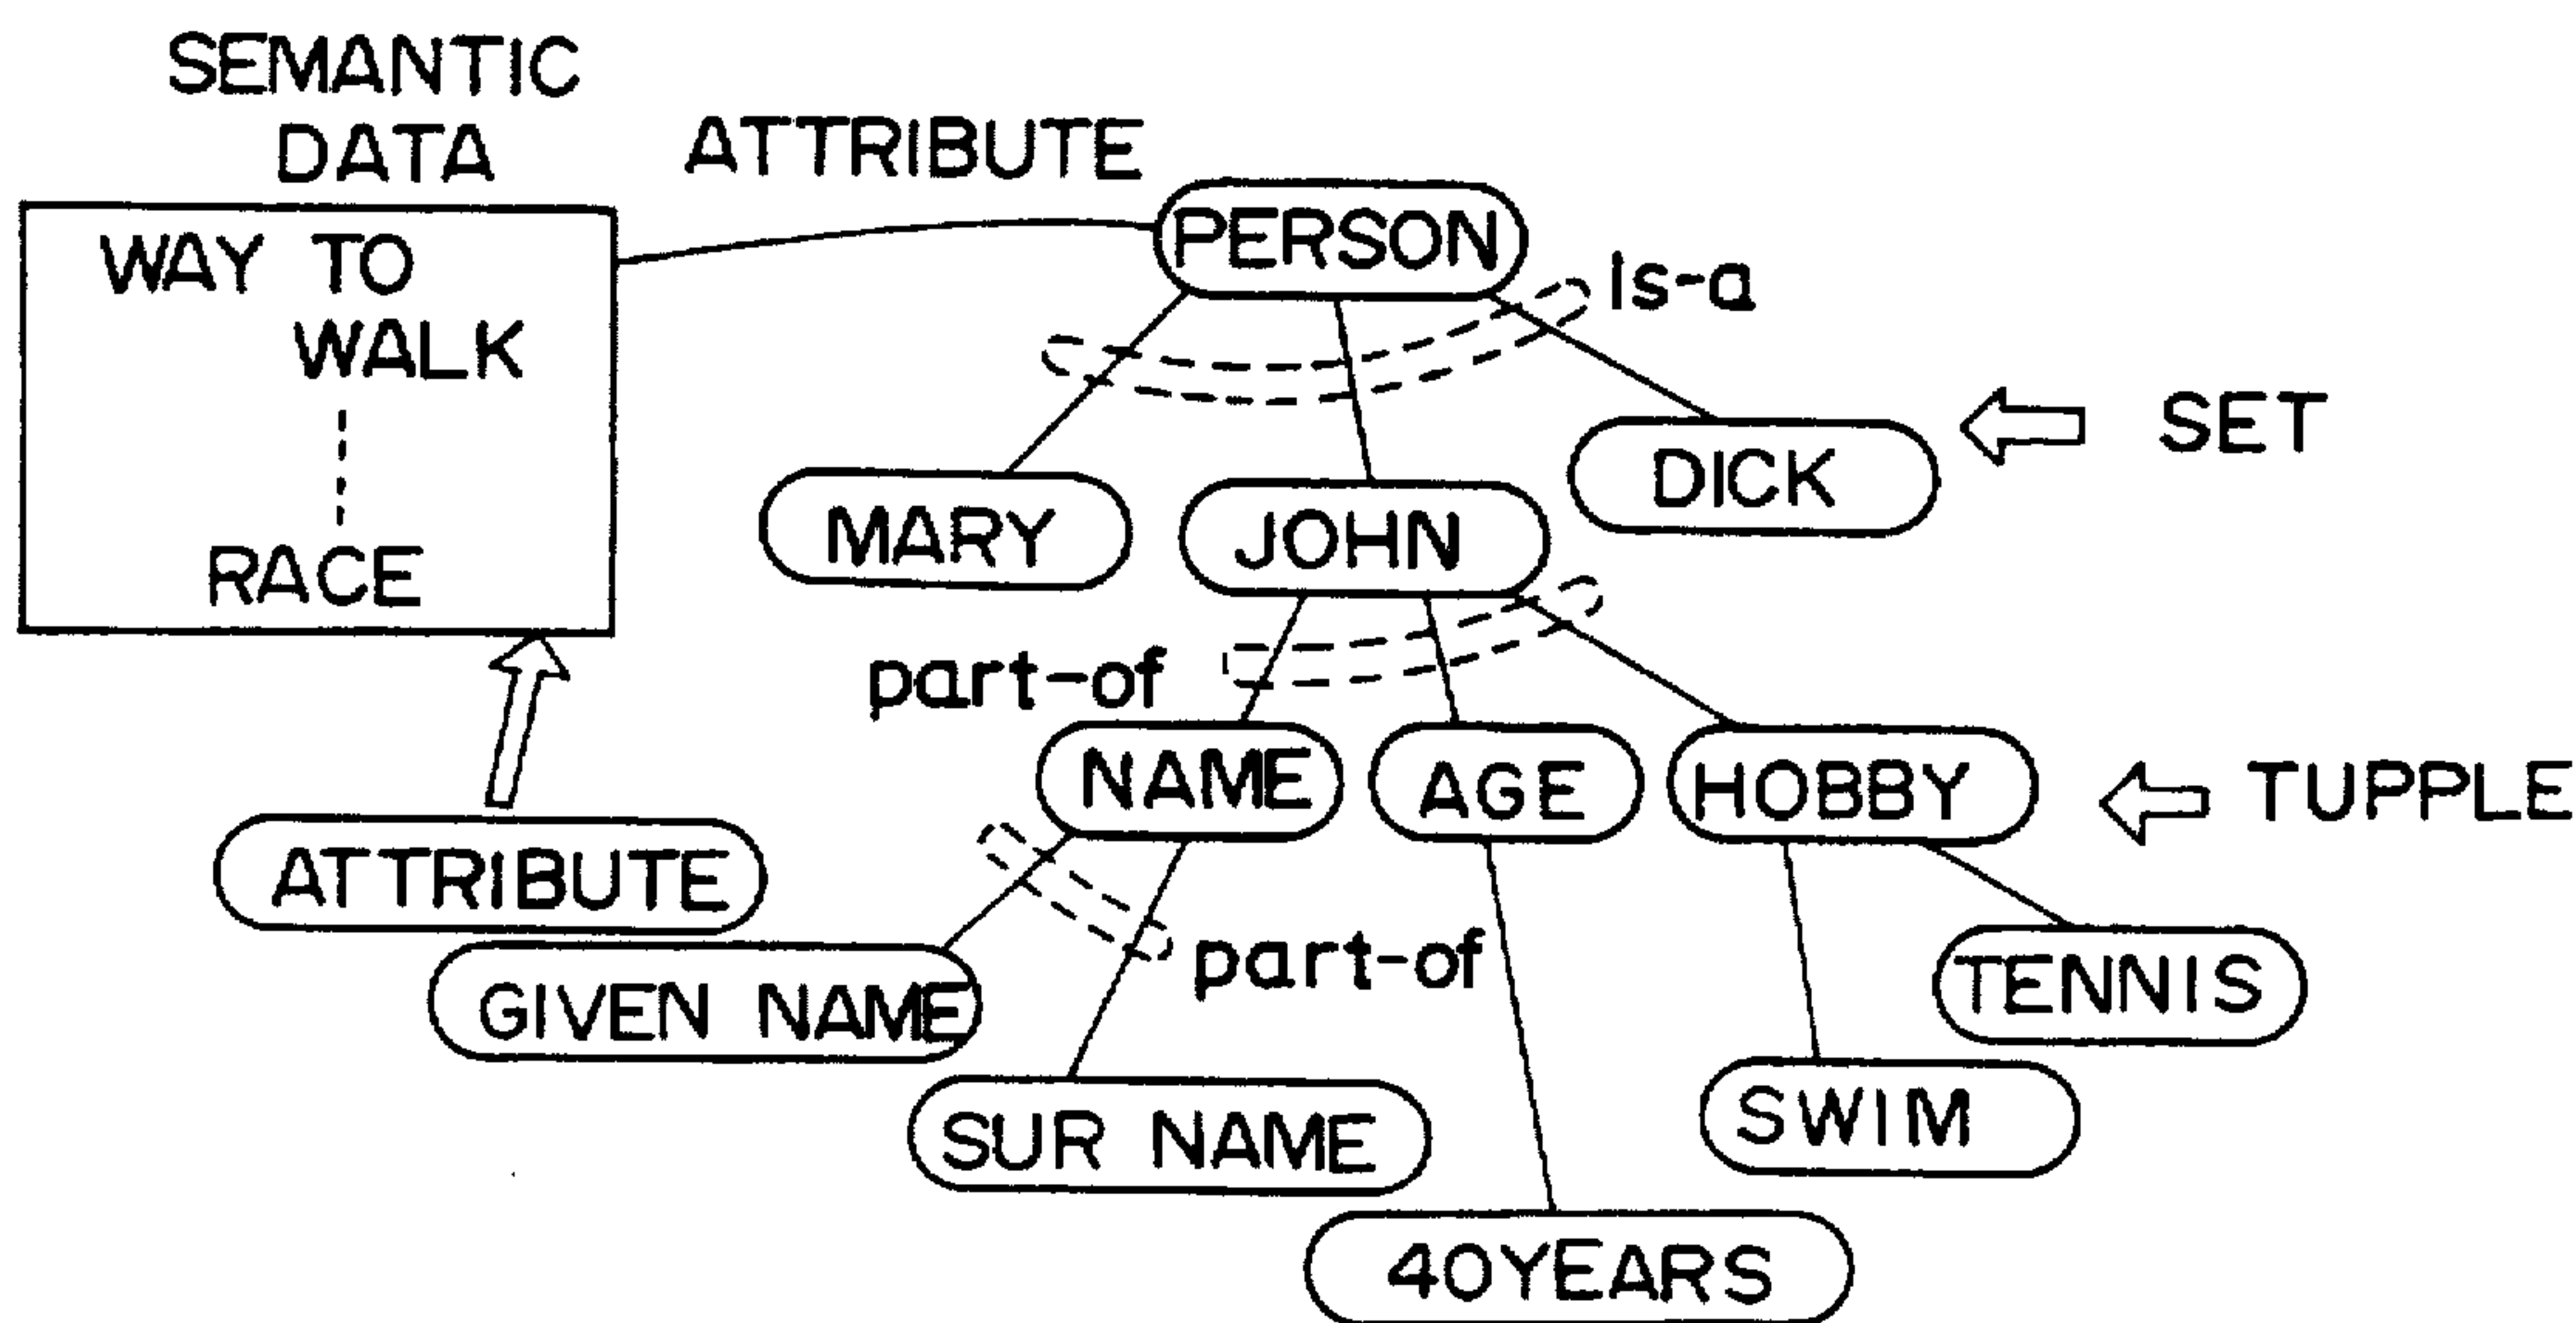 SEMANTIC
DATA
ATTRIBUTE
PERSON
WAY TO
WALK
RACE
is-a
SET
MARY
JOHN
DICK
part-of
NAME
AGE
HOBBY
TUPPLE
ATTRIBUTE
GIVEN NAME
part-of
TENNIS
SUR NAME
SWIM
40YEARS